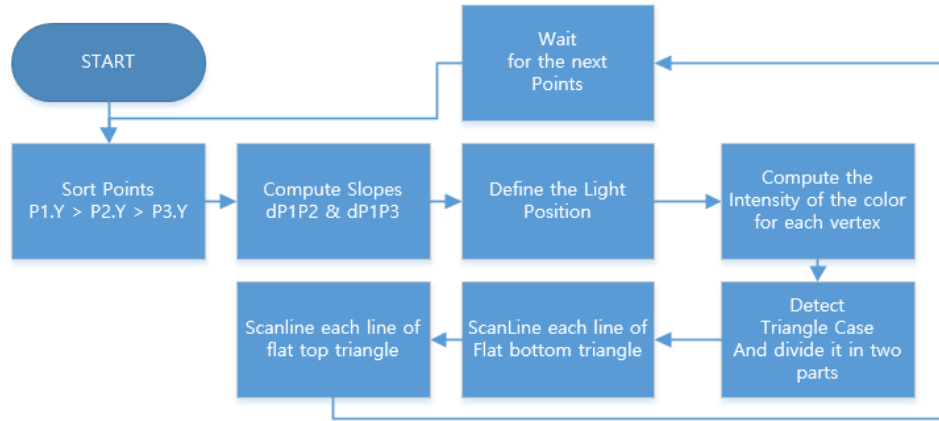 START
Wait
for the next
Points
Sort Points
P1.Y > P2.Y > P3.Y
Compute Slopes
dP1P2 & dP1P3
Define the Light
Position
Compute the
Intensity of the color
for each vertex
Detect
Triangle Case
And divide it in two
parts
ScanLine each line of
Flat bottom triangle
Scanline each line of
flat top triangle